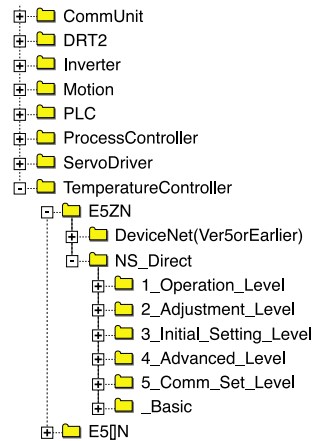 CommUnit
DRT2
Inverter
Motion
PLC
ProcessController
ServoDriver
TemperatureController
E5ZN
DeviceNet(Ver5orEarlier)
NS_Direct
1_Operation_Level
2_Adjustment_Level
3_Initial_Setting_Level
4_Advanced_Level
5_Comm_Set_Level
_Basic
E5[]N